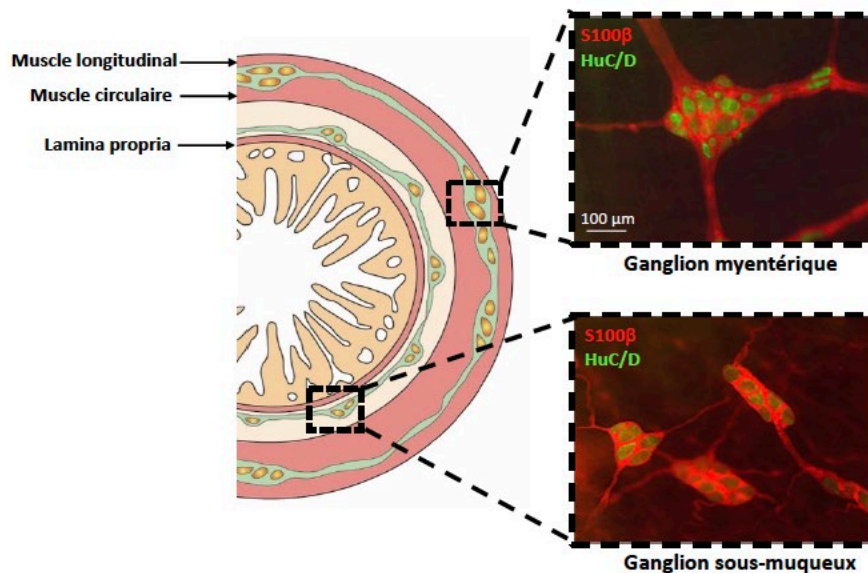 Muscle longitudinal
Muscle circulaire
Lamina propria
S100β
HuC/D
100 µm
Ganglion myentérique
S100β
HuC/D
Ganglion sous-muqueux